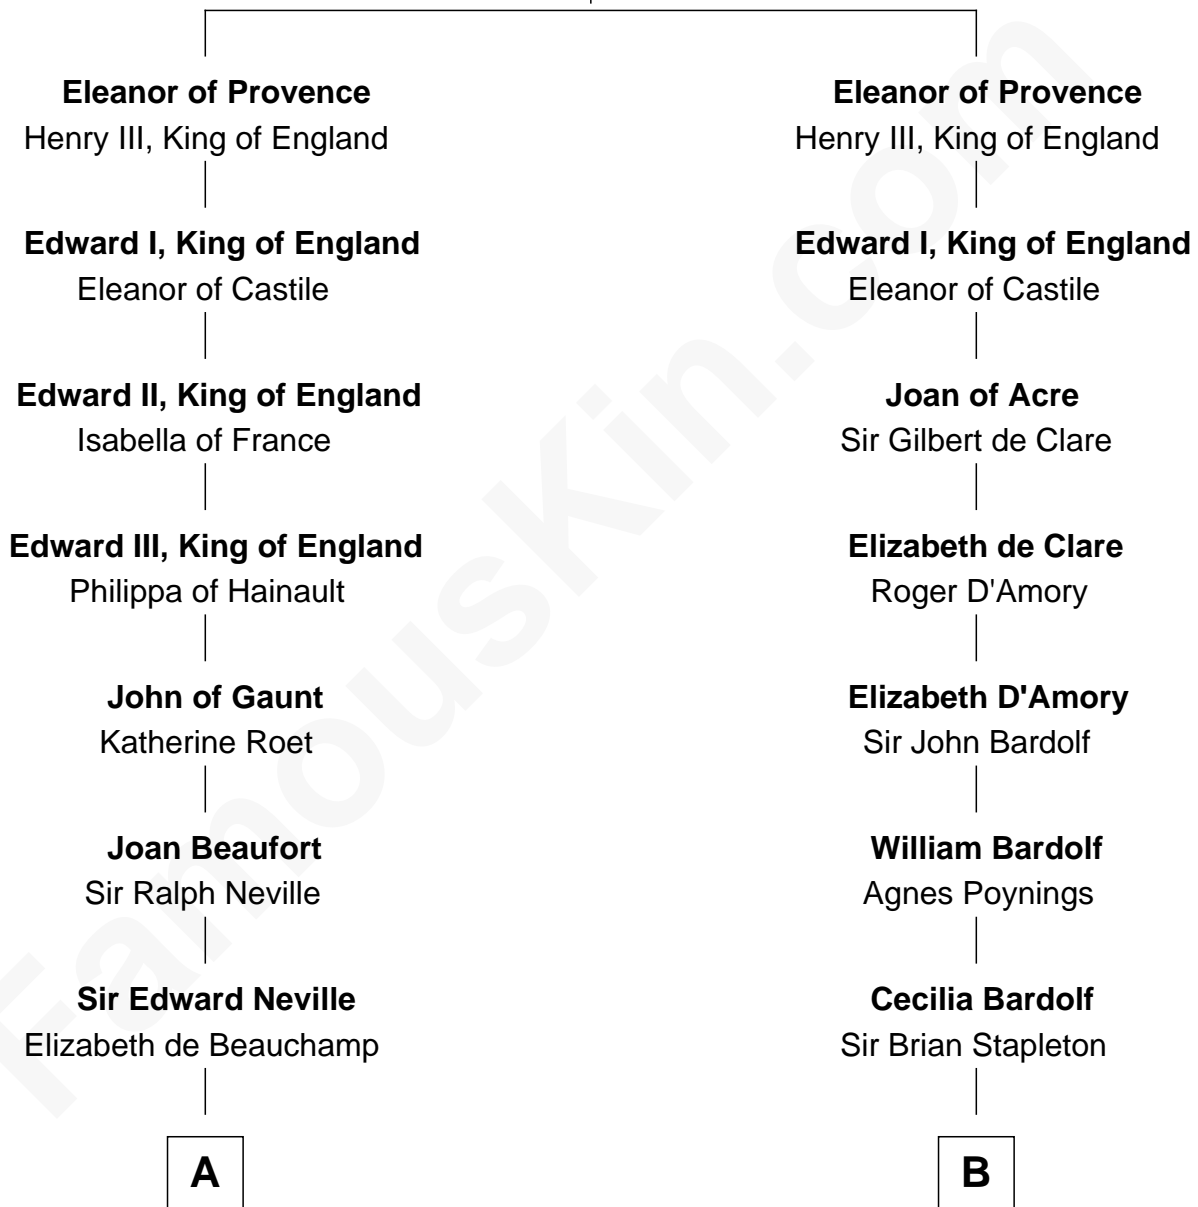 Eleanor of Provence
Henry III, King of England
Edward I, King of England
Eleanor of Castile
Edward II, King of England
Isabella of France
Edward III, King of England
Philippa of Hainault
John of Gaunt
Katherine Roet
Joan Beaufort
Sir Ralph Neville
Sir Edward Neville
Elizabeth de Beauchamp
A
Eleanor of Provence
Henry III, King of England
Edward I, King of England
Eleanor of Castile
Joan of Acre
Sir Gilbert de Clare
Elizabeth de Clare
Roger D'Amory
Elizabeth D'Amory
Sir John Bardolf
William Bardolf
Agnes Poynings
Cecilia Bardolf
Sir Brian Stapleton
B
FamousKin.com